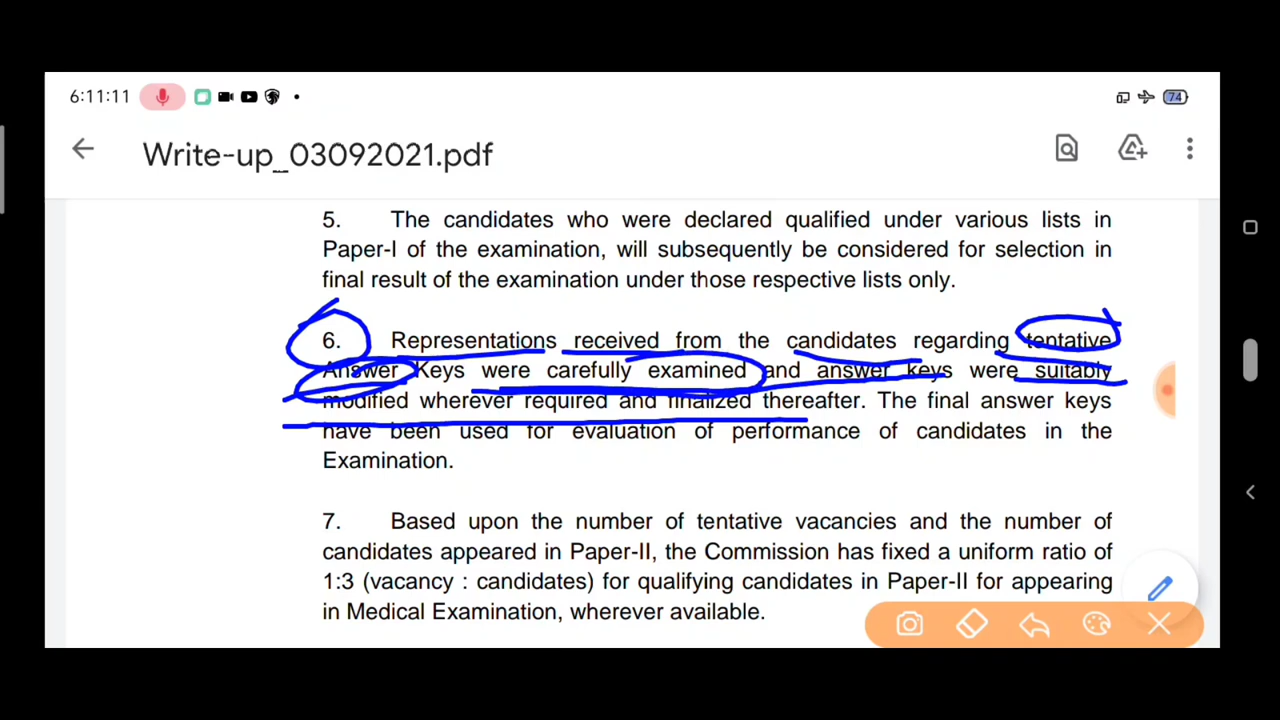 6:11:11
74
Write-up_03092021.pdf
5. The candidates who were declared qualified under various lists in
Paper-I of the examination, will subsequently be considered for selection in
final result of the examination under those respective lists only.
6. Representations received from the candidates regarding tentative
Answer Keys were carefully examined and answer keys were suitably
modified wherever required and finalized thereafter. The final answer keys
have been used for evaluation of performance of candidates in the
Examination.
7. Based upon the number of tentative vacancies and the number of
candidates appeared in Paper-II, the Commission has fixed a uniform ratio of
1:3 (vacancy : candidates) for qualifying candidates in Paper-II for appearing
in Medical Examination, wherever available.